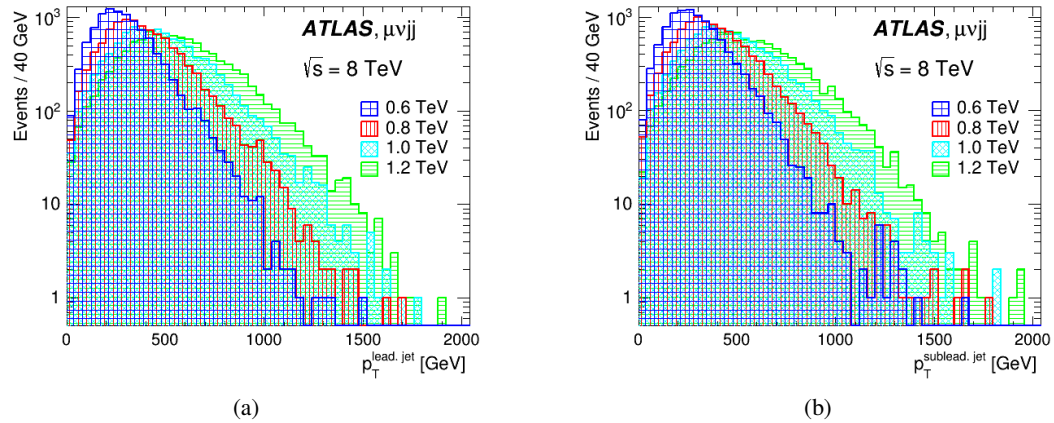 Events / 40 GeV
10³
10²
10
1
ATLAS, μνjj
√s = 8 TeV
0.6 TeV
0.8 TeV
1.0 TeV
1.2 TeV
0 500 1000 1500 2000
p_T^lead. jet [GeV]
(a)
Events / 40 GeV
10³
10²
10
1
ATLAS, μνjj
√s = 8 TeV
0.6 TeV
0.8 TeV
1.0 TeV
1.2 TeV
0 500 1000 1500 2000
p_T^sublead. jet [GeV]
(b)